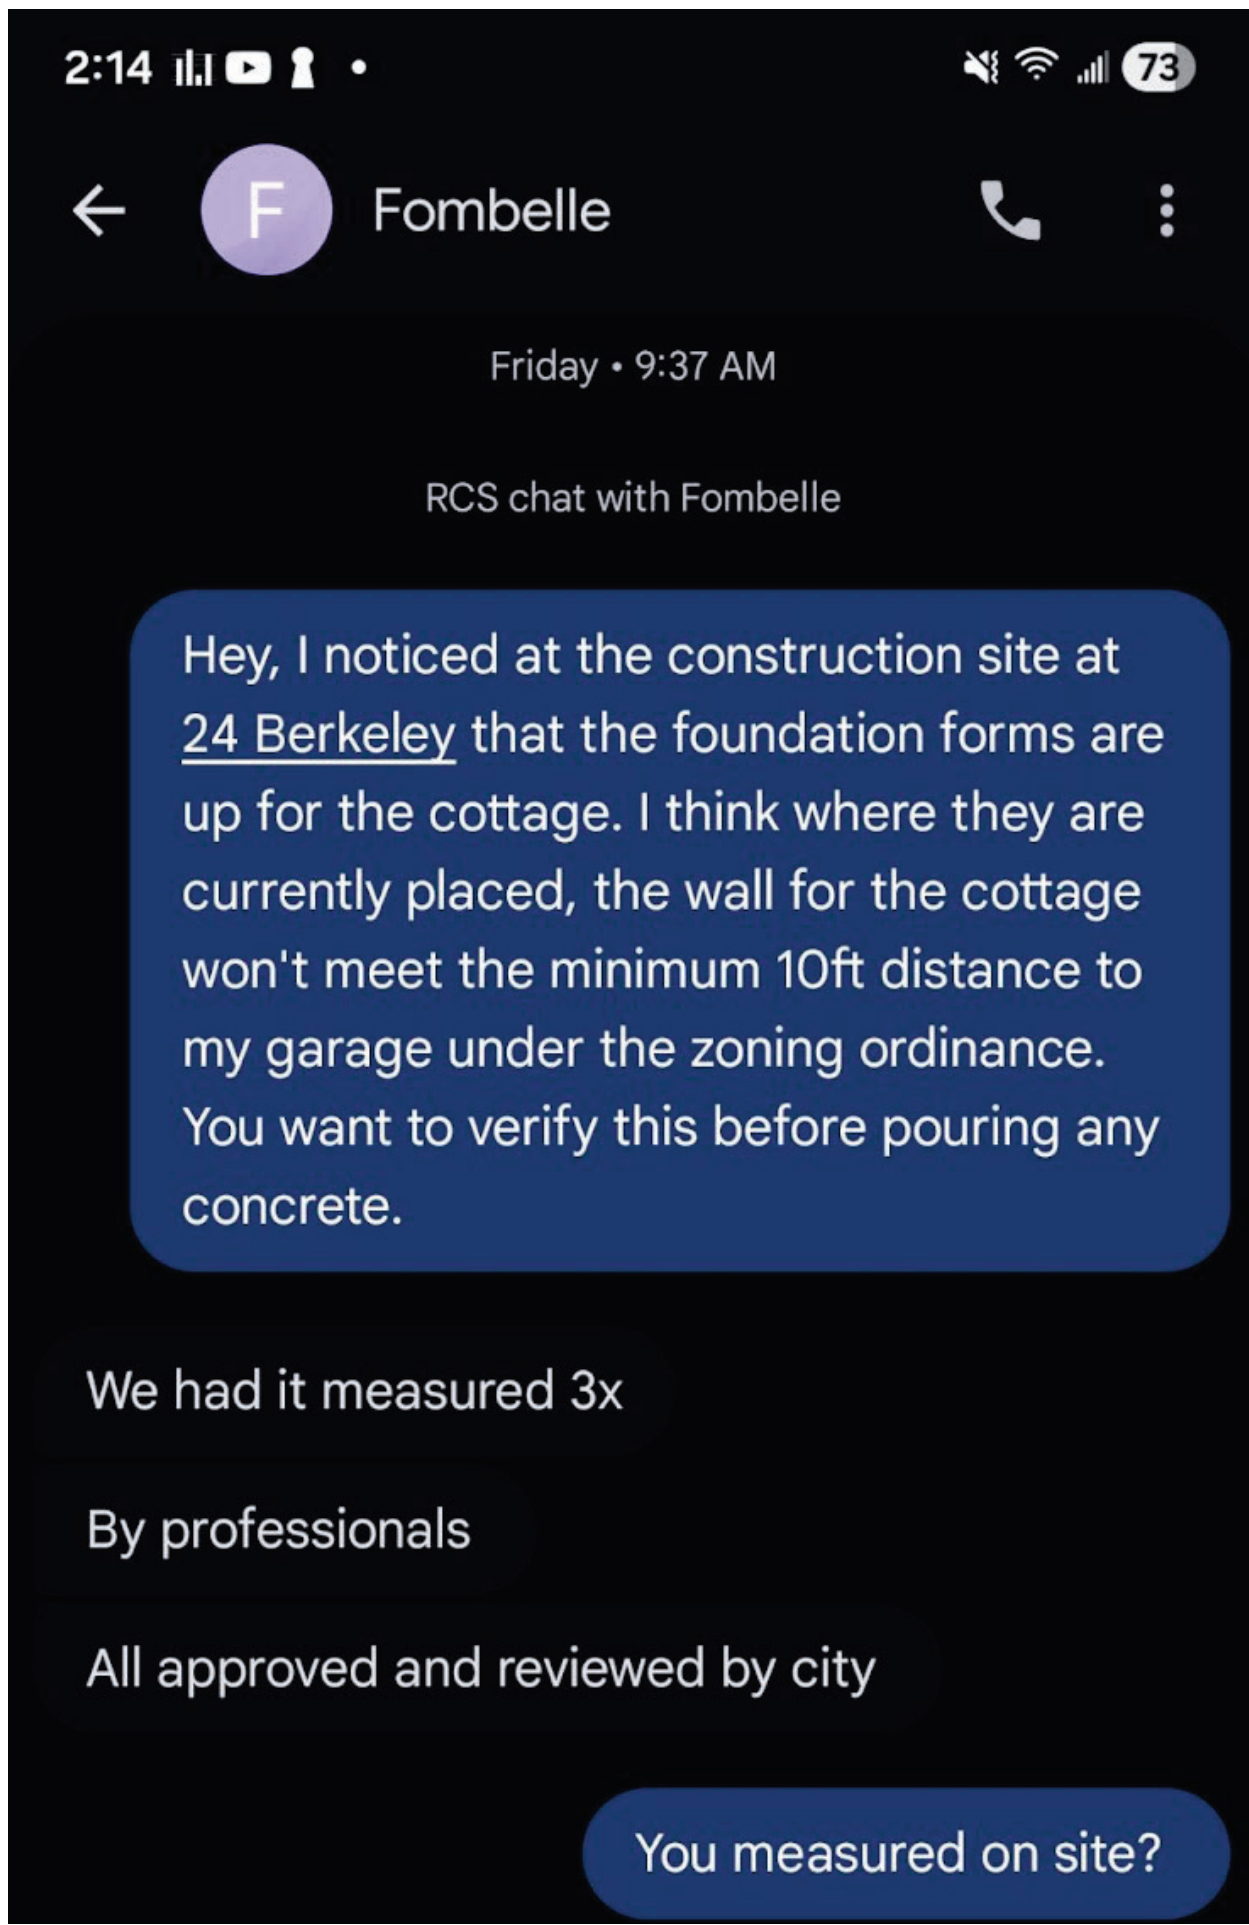 2:14
73
F
Fombelle
Friday • 9:37 AM
RCS chat with Fombelle
Hey, I noticed at the construction site at
24 Berkeley that the foundation forms are
up for the cottage. I think where they are
currently placed, the wall for the cottage
won't meet the minimum 10ft distance to
my garage under the zoning ordinance.
You want to verify this before pouring any
concrete.
We had it measured 3x
By professionals
All approved and reviewed by city
You measured on site?